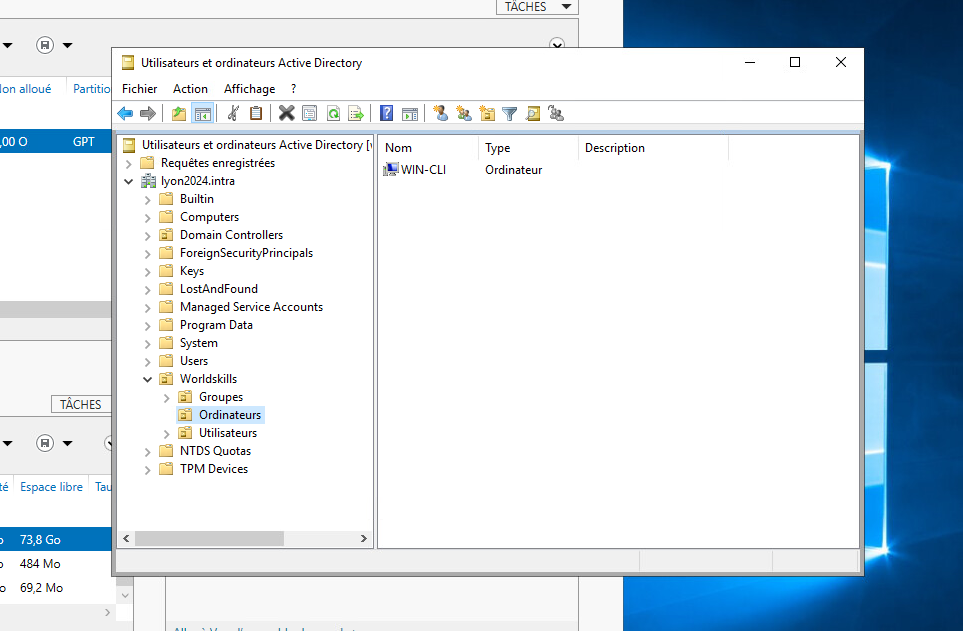 TÂCHES
Non alloué
Partitio
,00 O
GPT
TÂCHES
té
Espace libre
Tau
o
73,8 Go
o
484 Mo
o
69,2 Mo
Utilisateurs et ordinateurs Active Directory
Fichier
Action
Affichage
?
Utilisateurs et ordinateurs Active Directory [
Requêtes enregistrées
lyon2024.intra
Builtin
Computers
Domain Controllers
ForeignSecurityPrincipals
Keys
LostAndFound
Managed Service Accounts
Program Data
System
Users
Worldskills
Groupes
Ordinateurs
Utilisateurs
NTDS Quotas
TPM Devices
Nom
Type
Description
WIN-CLI
Ordinateur